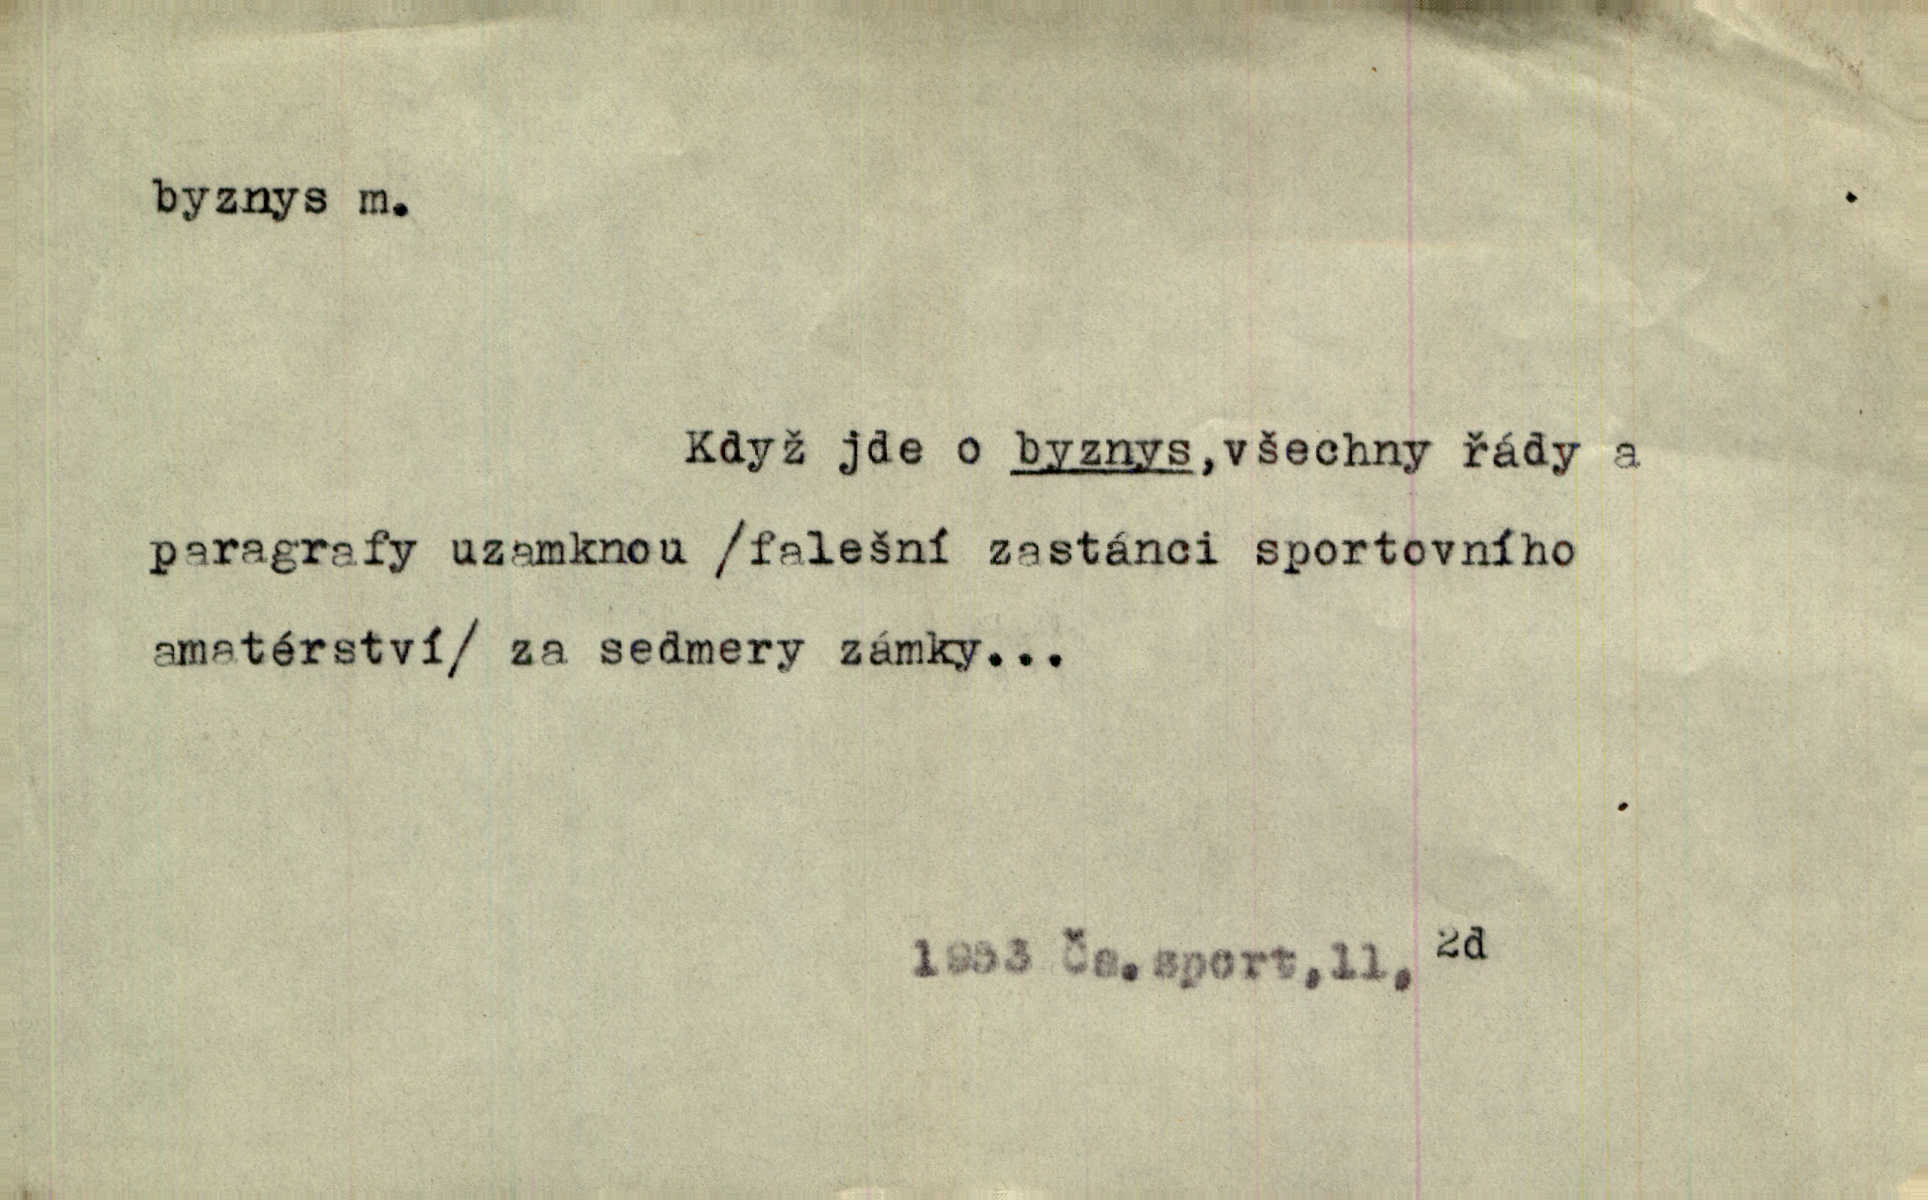 byznys m.
Když jde o byznys,všechny řády a
paragrafy uzamknou /falešní zastánci sportovního
amatérství/ za sedmery zámky...
1953 Čs.sport,11, 2d